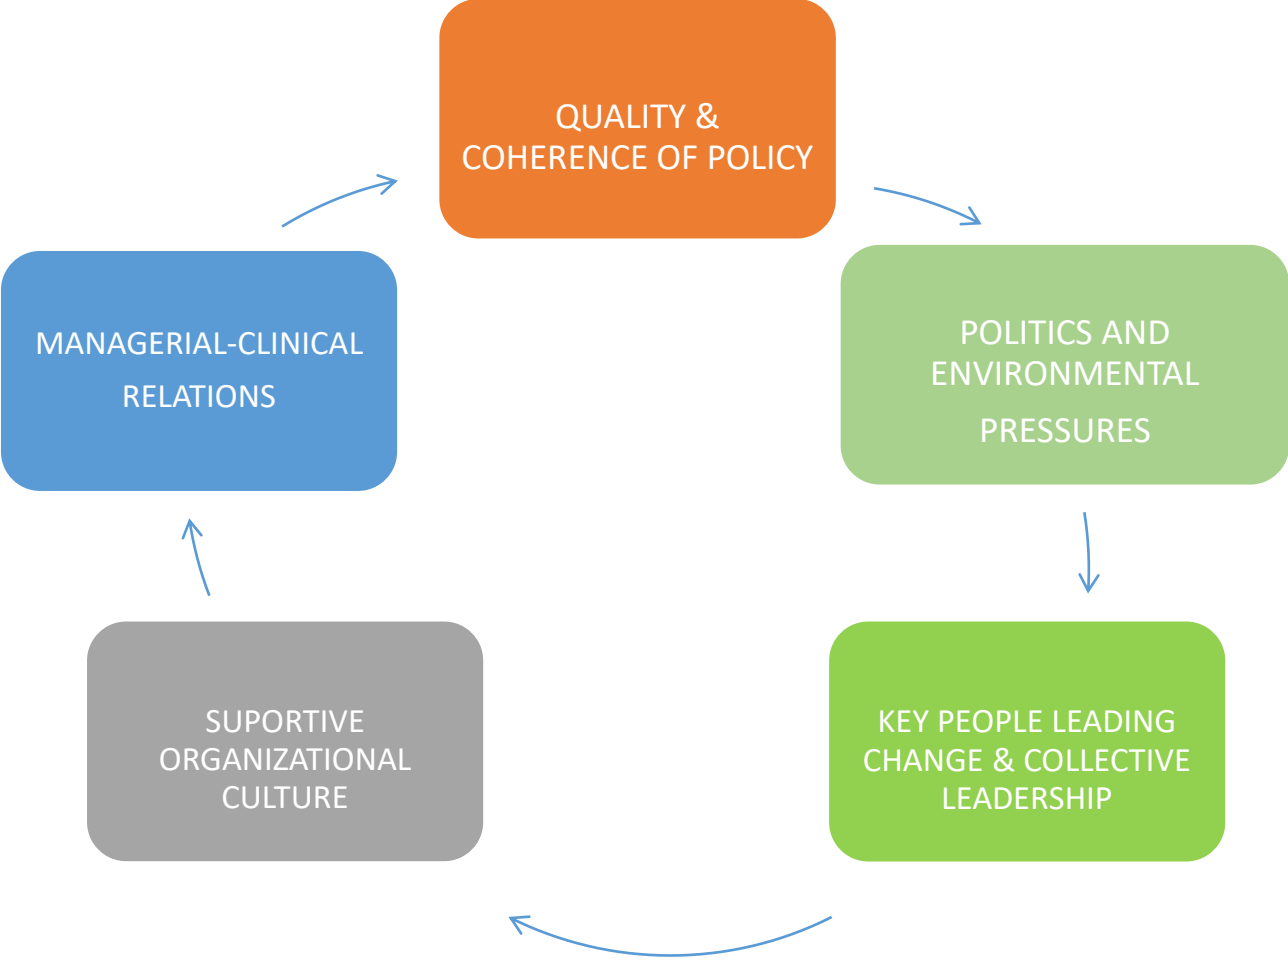 QUALITY &
COHERENCE OF POLICY
POLITICS AND
ENVIRONMENTAL
PRESSURES
KEY PEOPLE LEADING
CHANGE & COLLECTIVE
LEADERSHIP
SUPORTIVE
ORGANIZATIONAL
CULTURE
MANAGERIAL-CLINICAL
RELATIONS